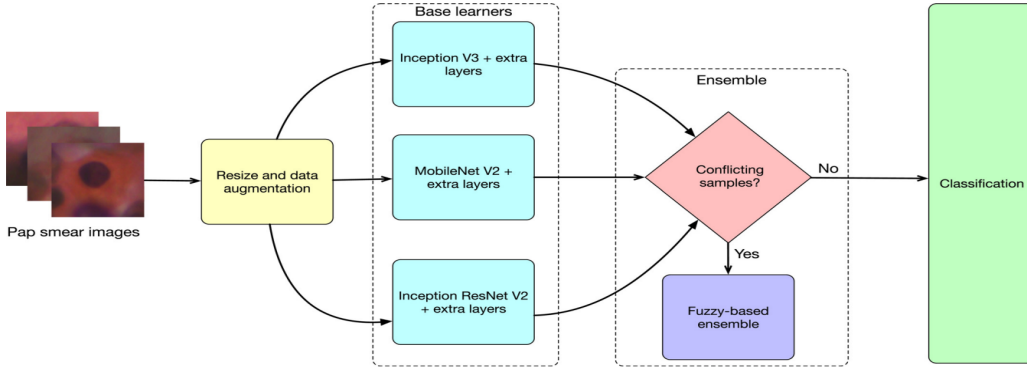 Base learners
Inception V3 + extra
layers
Ensemble
Resize and data
augmentation
MobileNet V2 +
extra layers
Conflicting
samples?
No
Classification
Pap smear images
Yes
Inception ResNet V2
+ extra layers
Fuzzy-based
ensemble